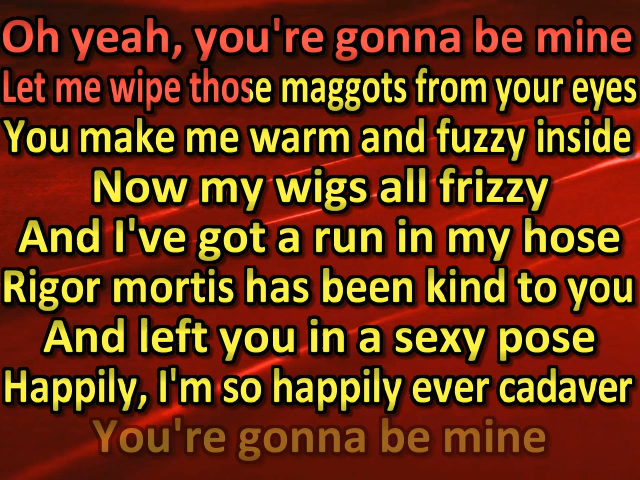 Oh yeah, you're gonna be mine
Let me wipe those maggots from your eyes
You make me warm and fuzzy inside
Now my wigs all frizzy
And I've got a run in my hose
Rigor mortis has been kind to you
And left you in a sexy pose
Happily, I'm so happily ever cadaver
You're gonna be mine